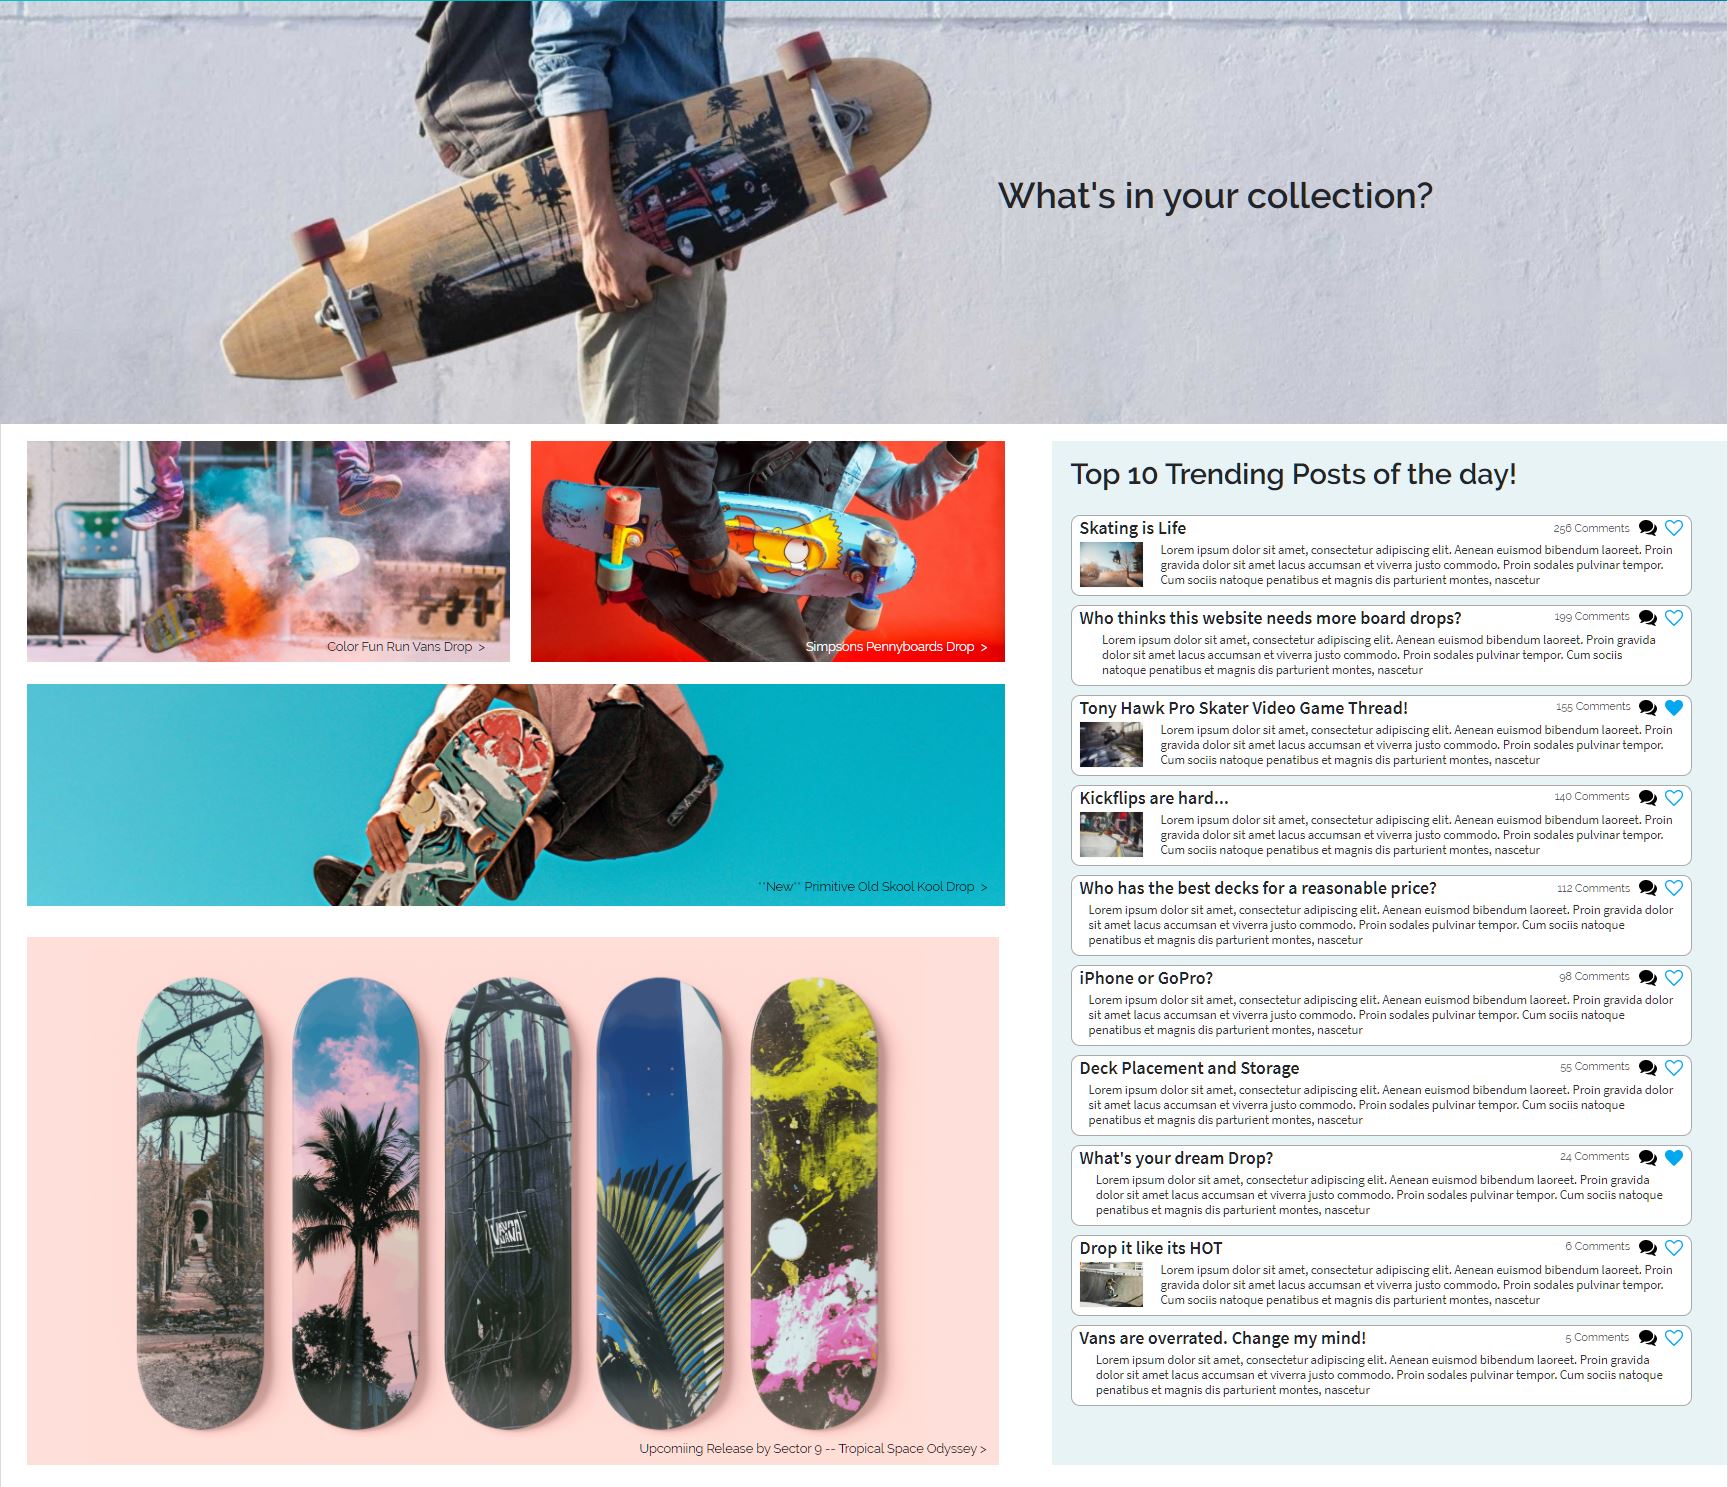 What's in your collection?
Color Fun Run Vans Drop >
Simpsons Pennyboards Drop >
**New** Primitive Old Skool Kool Drop >
Upcomiing Release by Sector 9 -- Tropical Space Odyssey >
Top 10 Trending Posts of the day!
Skating is Life 256 Comments
Lorem ipsum dolor sit amet, consectetur adipiscing elit. Aenean euismod bibendum laoreet. Proin
gravida dolor sit amet lacus accumsan et viverra justo commodo. Proin sodales pulvinar tempor.
Cum sociis natoque penatibus et magnis dis parturient montes, nascetur
Who thinks this website needs more board drops? 199 Comments
Lorem ipsum dolor sit amet, consectetur adipiscing elit. Aenean euismod bibendum laoreet. Proin gravida
dolor sit amet lacus accumsan et viverra justo commodo. Proin sodales pulvinar tempor. Cum sociis
natoque penatibus et magnis dis parturient montes, nascetur
Tony Hawk Pro Skater Video Game Thread! 155 Comments
Lorem ipsum dolor sit amet, consectetur adipiscing elit. Aenean euismod bibendum laoreet. Proin
gravida dolor sit amet lacus accumsan et viverra justo commodo. Proin sodales pulvinar tempor.
Cum sociis natoque penatibus et magnis dis parturient montes, nascetur
Kickflips are hard... 140 Comments
Lorem ipsum dolor sit amet, consectetur adipiscing elit. Aenean euismod bibendum laoreet. Proin
gravida dolor sit amet lacus accumsan et viverra justo commodo. Proin sodales pulvinar tempor.
Cum sociis natoque penatibus et magnis dis parturient montes, nascetur
Who has the best decks for a reasonable price? 112 Comments
Lorem ipsum dolor sit amet, consectetur adipiscing elit. Aenean euismod bibendum laoreet. Proin gravida dolor
sit amet lacus accumsan et viverra justo commodo. Proin sodales pulvinar tempor. Cum sociis natoque
penatibus et magnis dis parturient montes, nascetur
iPhone or GoPro? 98 Comments
Lorem ipsum dolor sit amet, consectetur adipiscing elit. Aenean euismod bibendum laoreet. Proin gravida dolor
sit amet lacus accumsan et viverra justo commodo. Proin sodales pulvinar tempor. Cum sociis natoque
penatibus et magnis dis parturient montes, nascetur
Deck Placement and Storage 55 Comments
Lorem ipsum dolor sit amet, consectetur adipiscing elit. Aenean euismod bibendum laoreet. Proin gravida dolor
sit amet lacus accumsan et viverra justo commodo. Proin sodales pulvinar tempor. Cum sociis natoque
penatibus et magnis dis parturient montes, nascetur
What's your dream Drop? 24 Comments
Lorem ipsum dolor sit amet, consectetur adipiscing elit. Aenean euismod bibendum laoreet. Proin gravida
dolor sit amet lacus accumsan et viverra justo commodo. Proin sodales pulvinar tempor. Cum sociis natoque
penatibus et magnis dis parturient montes, nascetur
Drop it like its HOT 6 Comments
Lorem ipsum dolor sit amet, consectetur adipiscing elit. Aenean euismod bibendum laoreet. Proin
gravida dolor sit amet lacus accumsan et viverra justo commodo. Proin sodales pulvinar tempor.
Cum sociis natoque penatibus et magnis dis parturient montes, nascetur
Vans are overrated. Change my mind! 5 Comments
Lorem ipsum dolor sit amet, consectetur adipiscing elit. Aenean euismod bibendum laoreet. Proin gravida
dolor sit amet lacus accumsan et viverra justo commodo. Proin sodales pulvinar tempor. Cum sociis natoque
penatibus et magnis dis parturient montes, nascetur